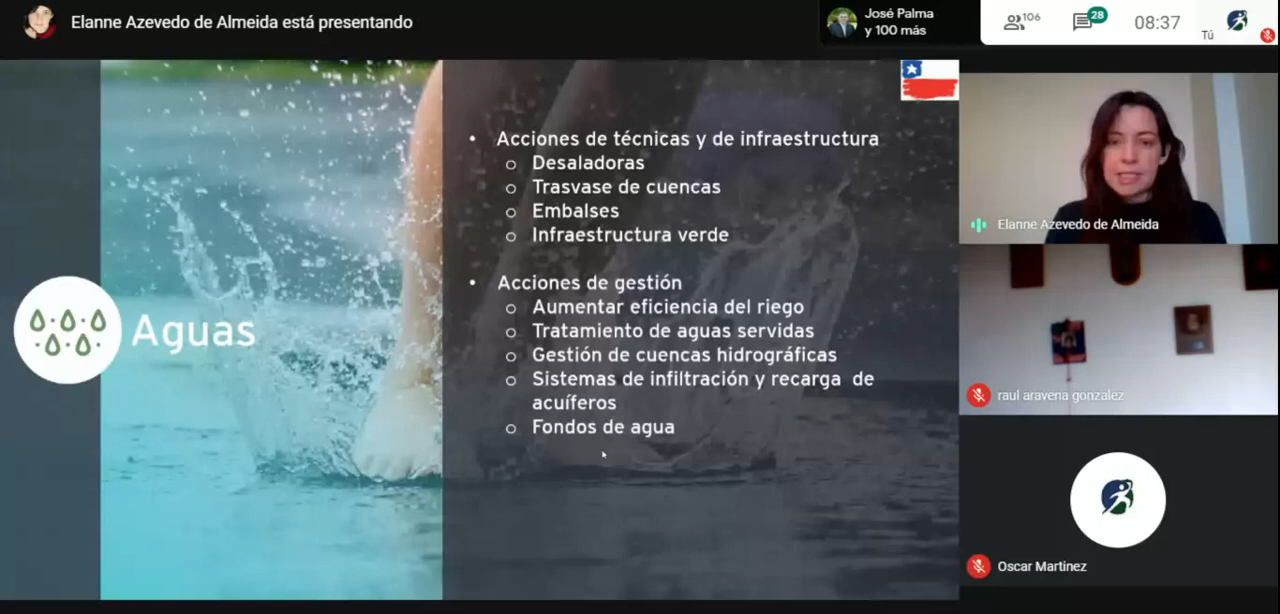 Elanne Azevedo de Almeida está presentando
José Palma
y 100 más
106
28
08:37
Tú
• Acciones de técnicas y de infraestructura
o Desaladoras
o Trasvase de cuencas
o Embalses
o Infraestructura verde
• Acciones de gestión
o Aumentar eficiencia del riego
o Tratamiento de aguas servidas
o Gestión de cuencas hidrográficas
o Sistemas de infiltración y recarga de
acuíferos
o Fondos de agua
Aguas
Elanne Azevedo de Almeida
raul aravena gonzalez
Oscar Martinez